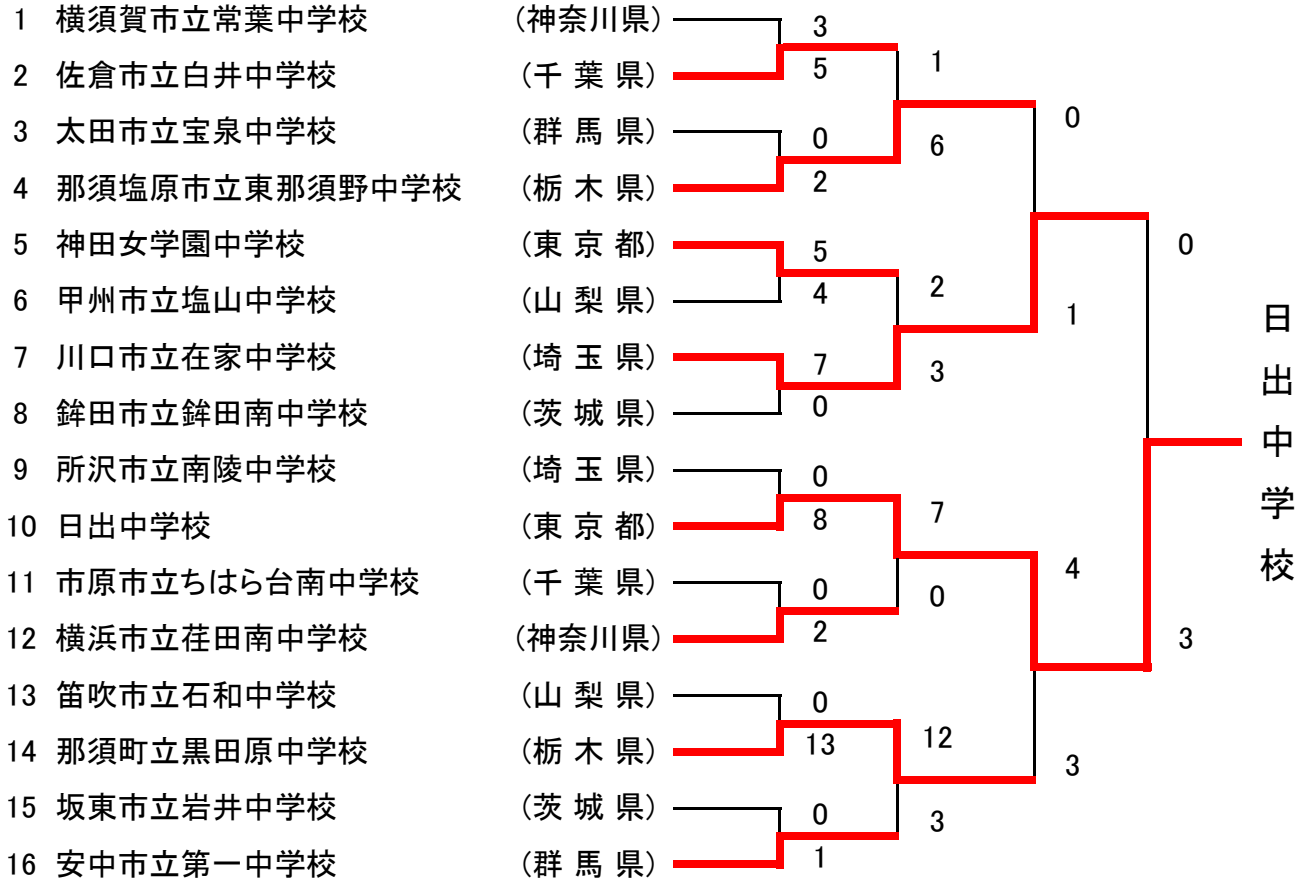 1 横須賀市立常葉中学校 (神奈川県)
3
2 佐倉市立白井中学校 (千 葉 県)
5
1
3 太田市立宝泉中学校 (群 馬 県)
0
6
0
4 那須塩原市立東那須野中学校 (栃 木 県)
2
5 神田女学園中学校 (東 京 都)
5
0
6 甲州市立塩山中学校 (山 梨 県)
4
2
1
7 川口市立在家中学校 (埼 玉 県)
7
3
8 鉾田市立鉾田南中学校 (茨 城 県)
0
9 所沢市立南陵中学校 (埼 玉 県)
0
10 日出中学校 (東 京 都)
8
7
11 市原市立ちはら台南中学校 (千 葉 県)
0
0
4
12 横浜市立荏田南中学校 (神奈川県)
2
3
13 笛吹市立石和中学校 (山 梨 県)
0
14 那須町立黒田原中学校 (栃 木 県)
13
12
3
15 坂東市立岩井中学校 (茨 城 県)
0
3
16 安中市立第一中学校 (群 馬 県)
1
日出中学校